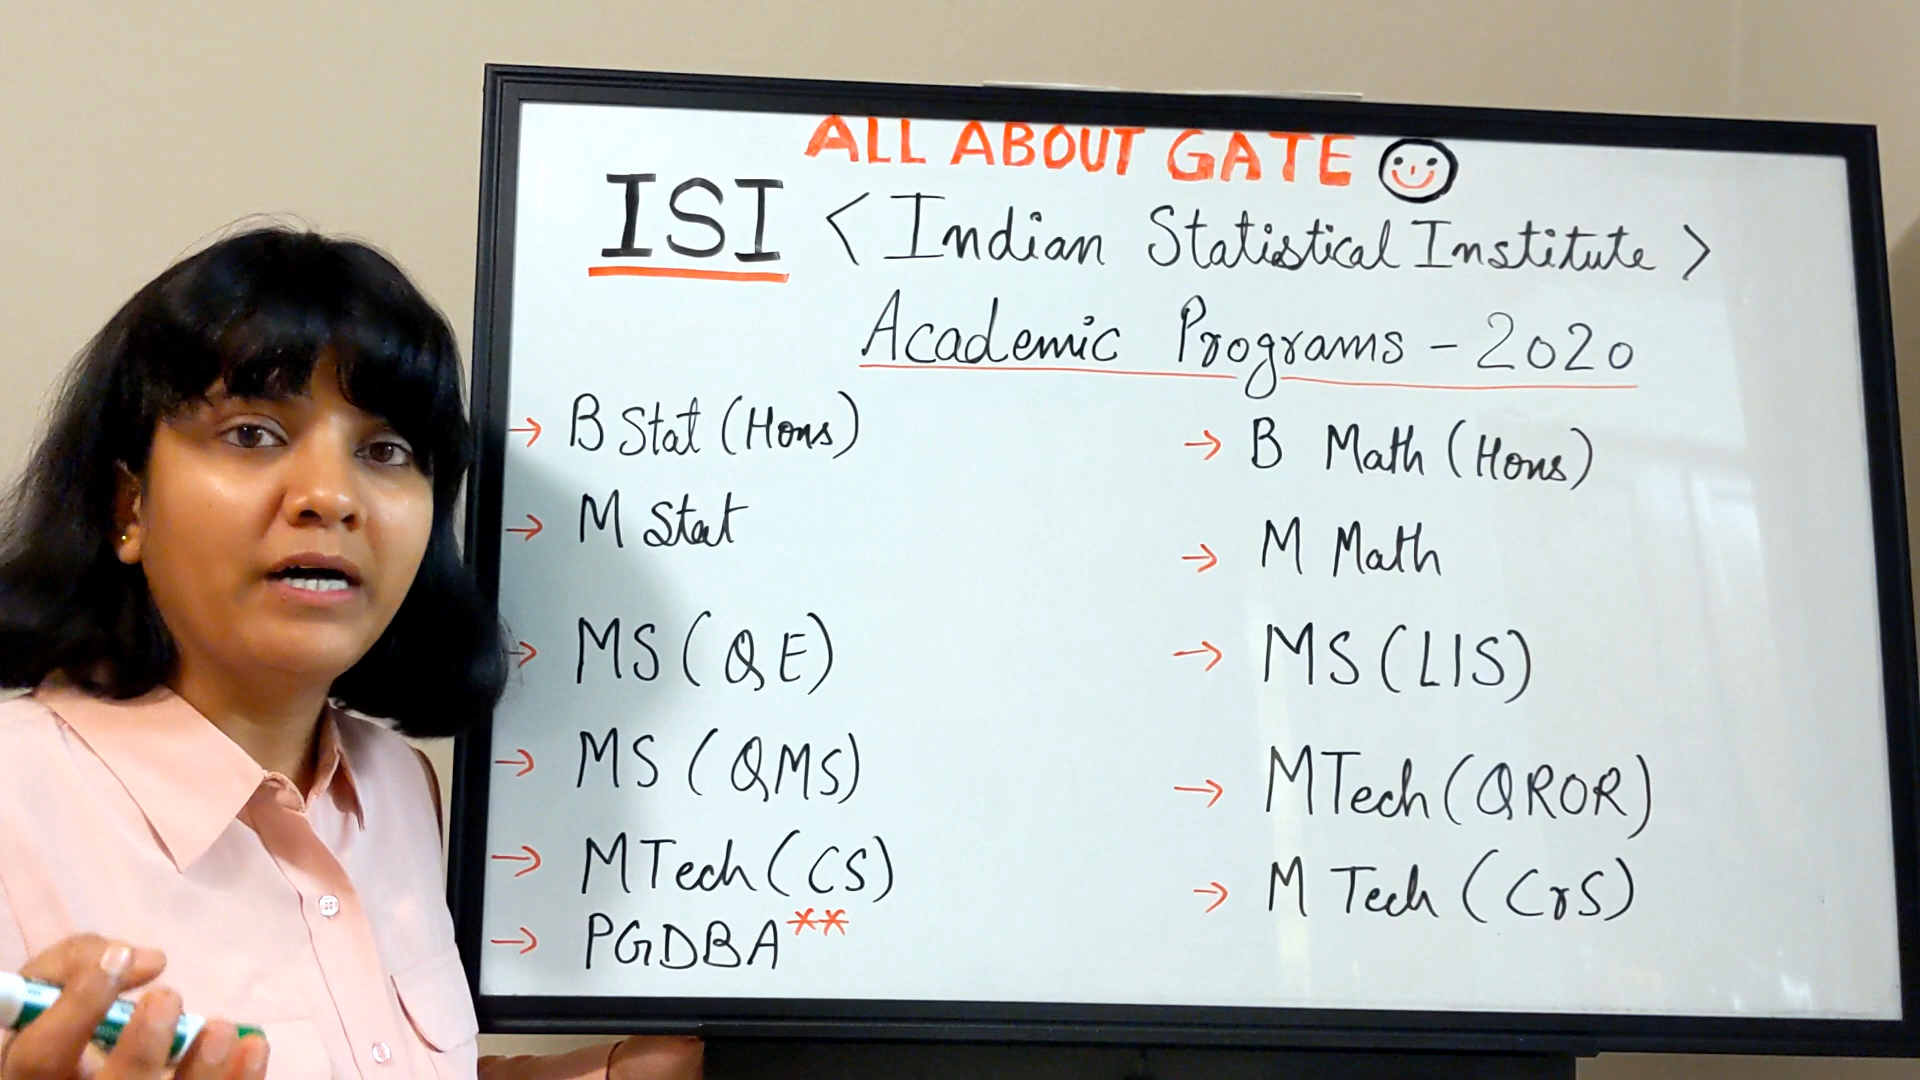 ALL ABOUT GATE
ISI < Indian Statistical Institute >
Academic Programs - 2020
→ B Stat (Hons)
→ B Math (Hons)
→ M Stat
→ M Math
→ MS (QE)
→ MS (LIS)
→ MS (QMS)
→ MTech (QROR)
→ MTech (CS)
→ M Tech (CrS)
→ PGDBA**